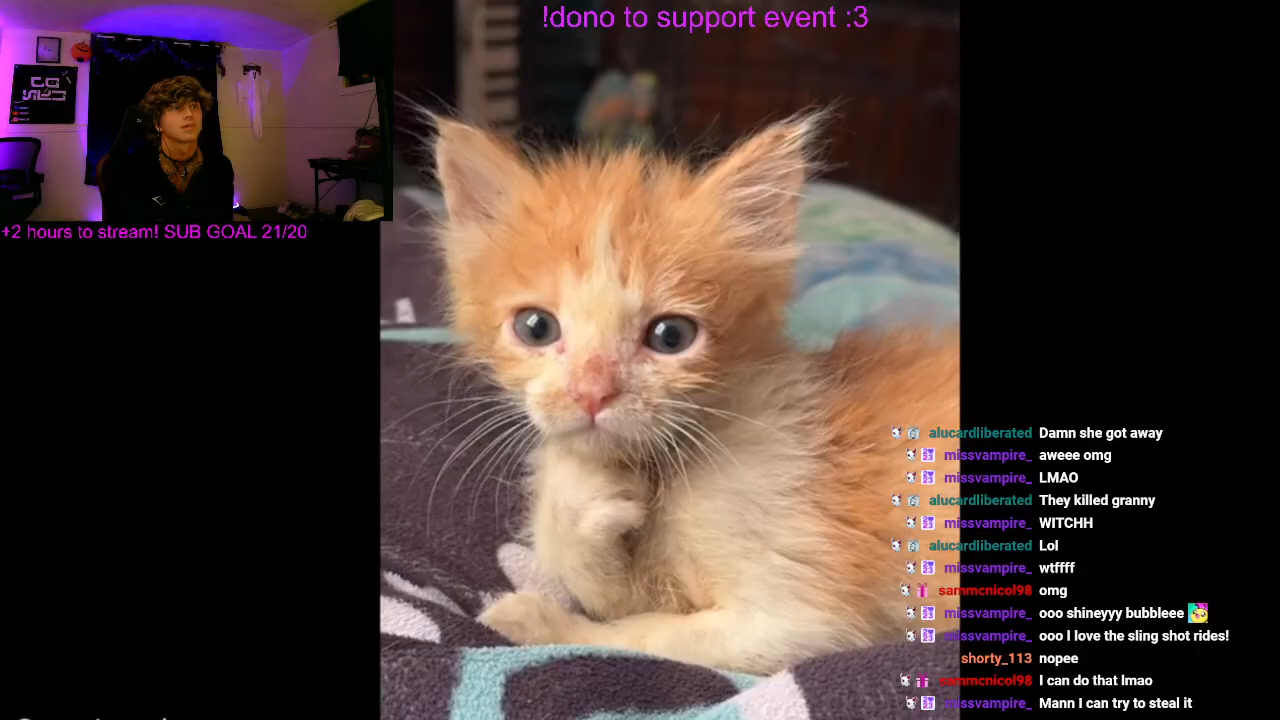 !dono to support event :3
+2 hours to stream! SUB GOAL 21/20
alucardliberated Damn she got away
missvampire_ aweee omg
missvampire_ LMAO
alucardliberated They killed granny
missvampire_ WITCHH
alucardliberated Lol
missvampire_ wtffff
sammcnicol98 omg
missvampire_ ooo shineyyy bubbleee
missvampire_ ooo I love the sling shot rides!
shorty_113 nopee
sammcnicol98 I can do that lmao
missvampire_ Mann I can try to steal it